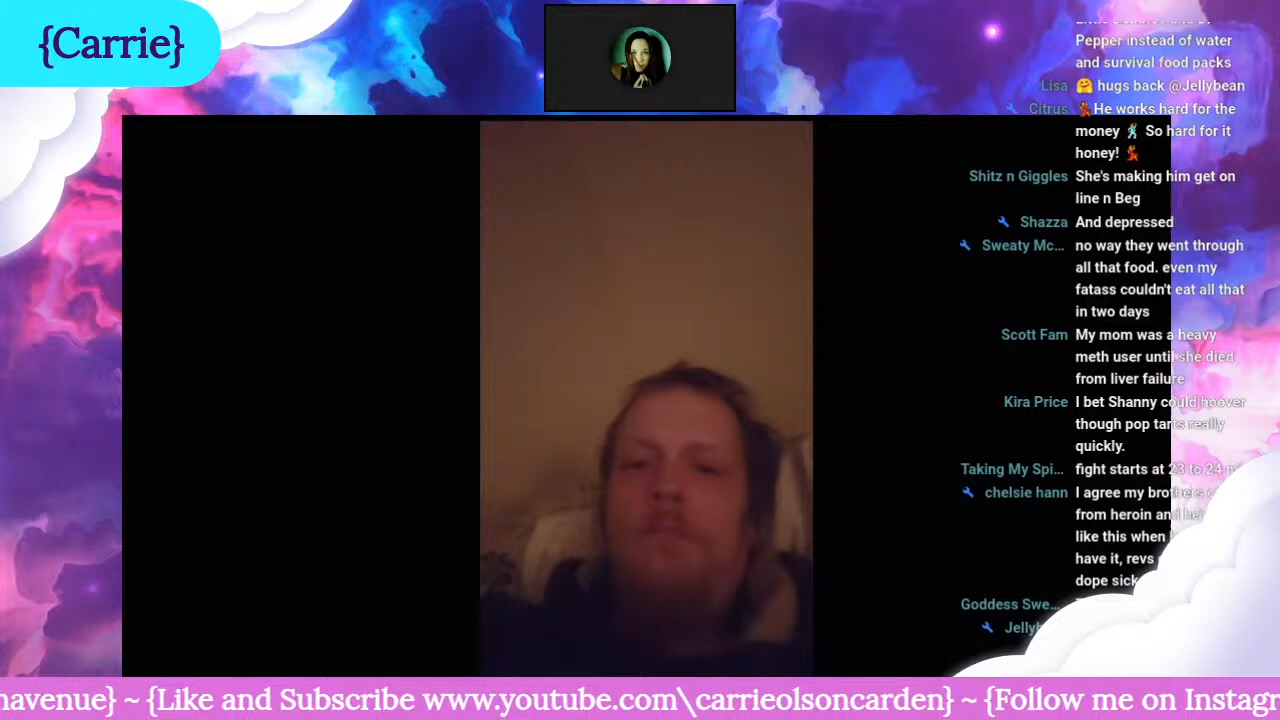 {Carrie}
Pepper instead of water
and survival food packs
Lisa 🤗 hugs back @Jellybean
Citrus 💃He works hard for the
money 🕺 So hard for it
honey! 💃
Shitz n Giggles She's making him get on
line n Beg
Shazza And depressed
Sweaty Mc... no way they went through
all that food. even my
fatass couldn't eat all that
in two days
Scott Fam My mom was a heavy
meth user until she died
from liver failure
Kira Price I bet Shanny could hoover
though pop tarts really
quickly.
Taking My Spi... fight starts at 23 to 24 m
chelsie hann I agree my brothers
from heroin and
like this when
have it, revs
dope sick
Goddess Swe...
Jellyb
navenue} ~ {Like and Subscribe www.youtube.com\carrieolsoncarden} ~ {Follow me on Instagr